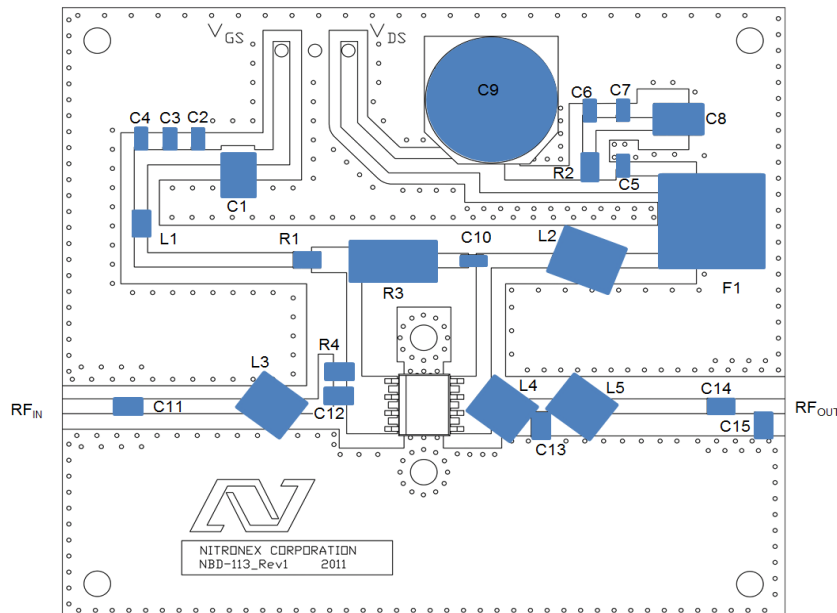 VGS VDS
C9
C6 C7
C8
C4 C3 C2
R2
C5
C1
L1
R1
C10
L2
R3
F1
R4
L3
L4
L5
RFIN
C11
C12
C14
RFOUT
C15
C13
NITRONEX CORPORATION
NBD-113_Rev1 2011